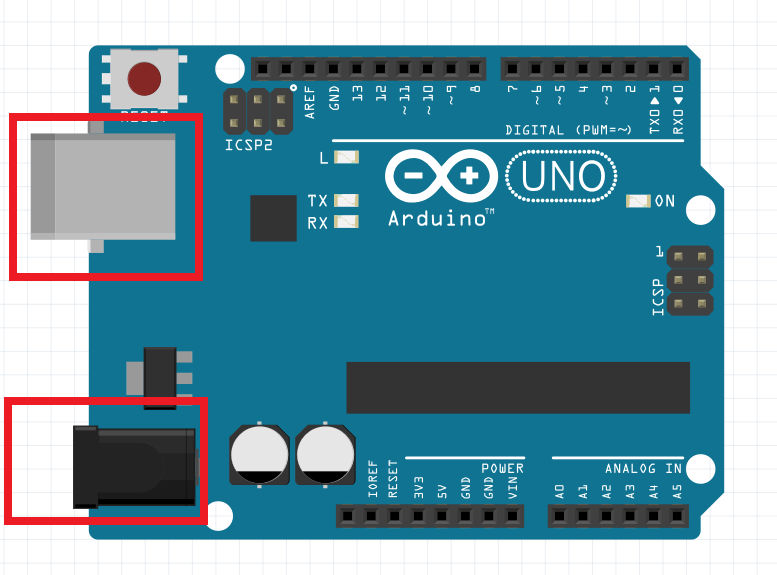 RESET
ICSP2
AREF
GND
13
12
~11
~10
~9
8
7
~6
~5
4
~3
2
TX0▶1
RX0◀0
DIGITAL (PWM=~)
L
TX
RX
UNO
Arduino™
ON
1
ICSP
POWER
ANALOG IN
IOREF
RESET
3V3
5V
GND
GND
VIN
A0
A1
A2
A3
A4
A5